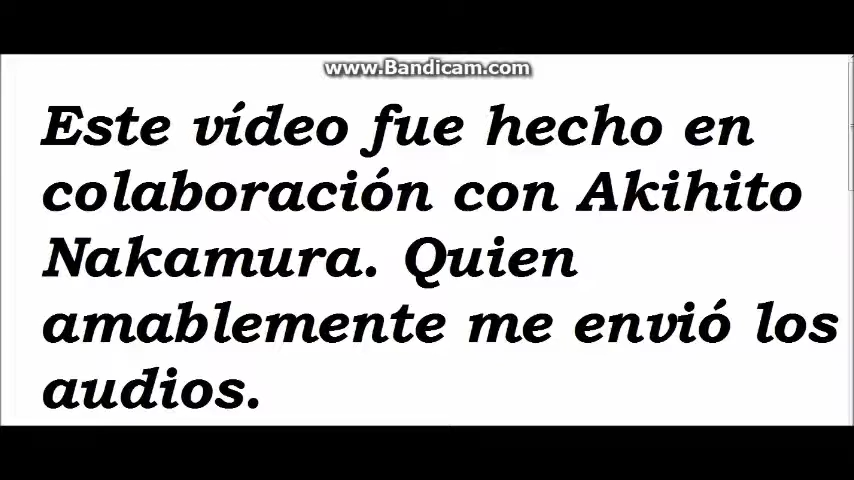 www.Bandicam.com
Este vídeo fue hecho en
colaboración con Akihito
Nakamura. Quien
amablemente me envió los
audios.